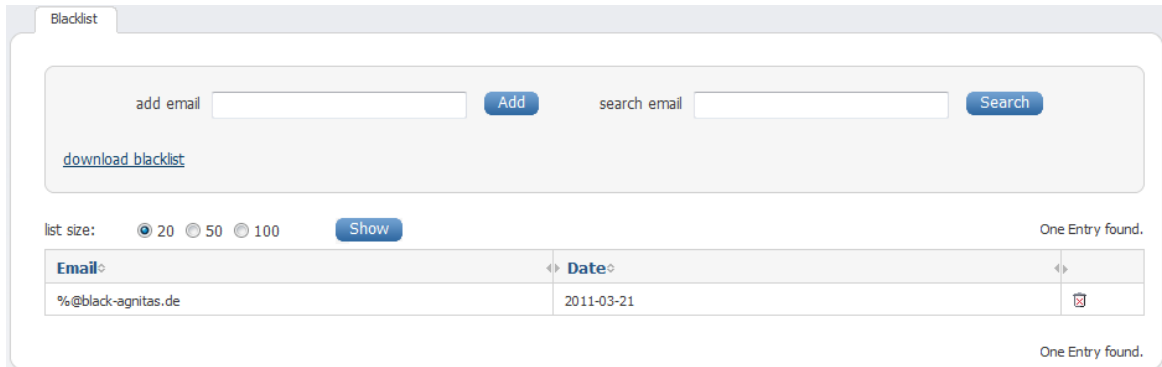 Blacklist
add email Add search email Search
download blacklist
list size: 20 50 100 Show One Entry found.
Email Date
%@black-agnitas.de 2011-03-21
One Entry found.